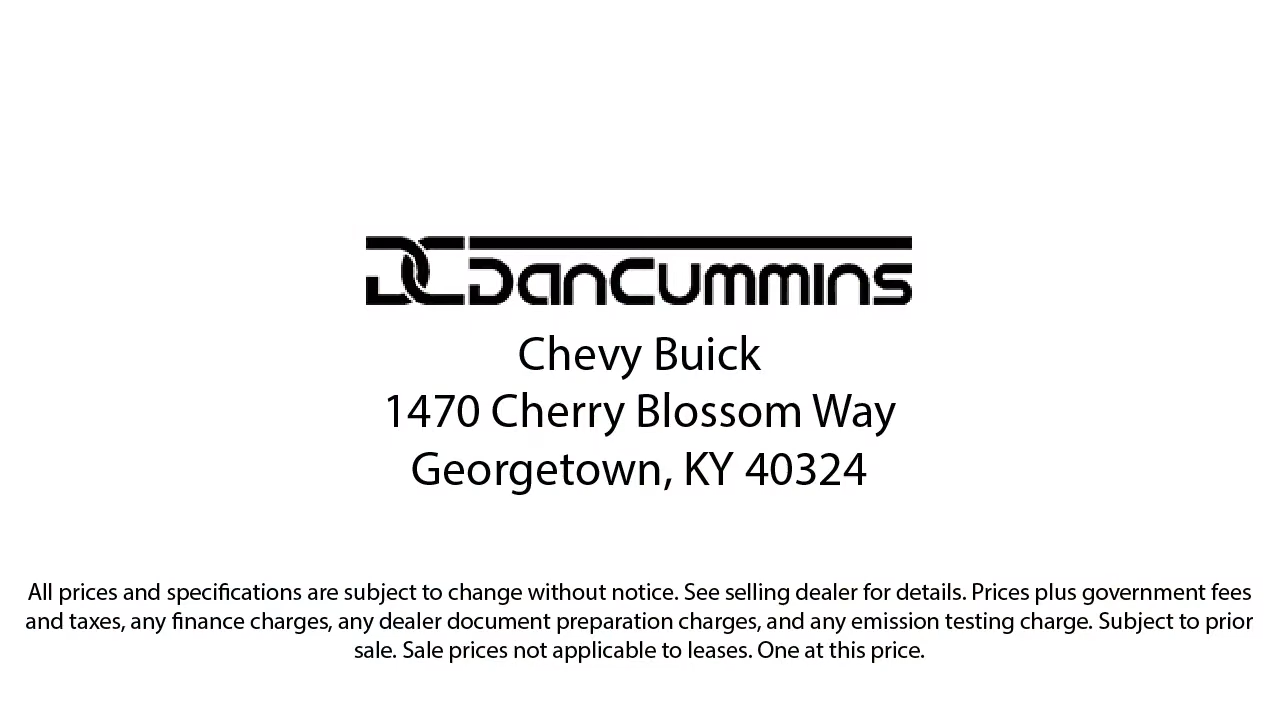 DC DanCummins
Chevy Buick
1470 Cherry Blossom Way
Georgetown, KY 40324
All prices and specifications are subject to change without notice. See selling dealer for details. Prices plus government fees
and taxes, any finance charges, any dealer document preparation charges, and any emission testing charge. Subject to prior
sale. Sale prices not applicable to leases. One at this price.